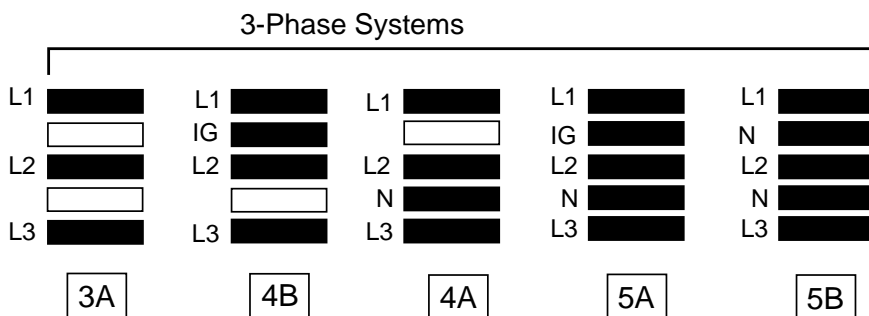 3-Phase Systems
L1 L1 L1 L1 L1
IG IG N
L2 L2 L2 L2 L2
N N N
L3 L3 L3 L3 L3
3A 4B 4A 5A 5B